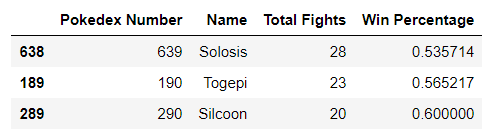 Pokedex Number Name Total Fights Win Percentage
638 639 Solosis 28 0.535714
189 190 Togepi 23 0.565217
289 290 Silcoon 20 0.600000